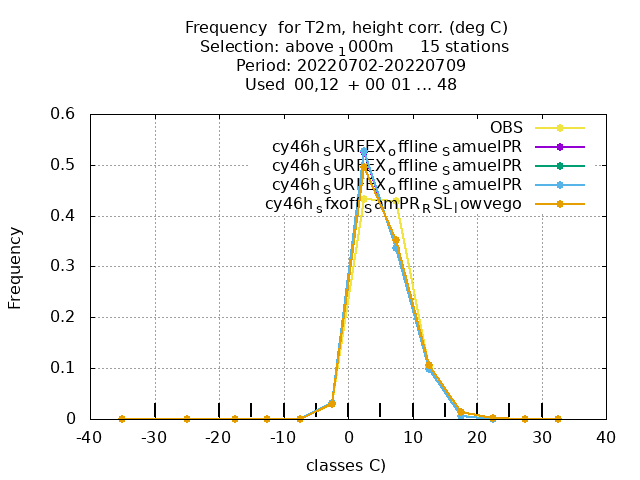 Frequency  for T2m, height corr. (deg C)
Selection: above 1000m     15 stations
Period: 20220702-20220709
Used  00,12  + 00 01 ... 48
0.6
0.5
0.4
0.3
0.2
0.1
0
Frequency
OBS
cy46h SURFEX offline SamuelPR
cy46h SURFEX offline SamuelPR
cy46h SURFEX offline SamuelPR
cy46h sfxoff SamPR RSL lowvego
-40 -30 -20 -10 0 10 20 30 40
classes C)